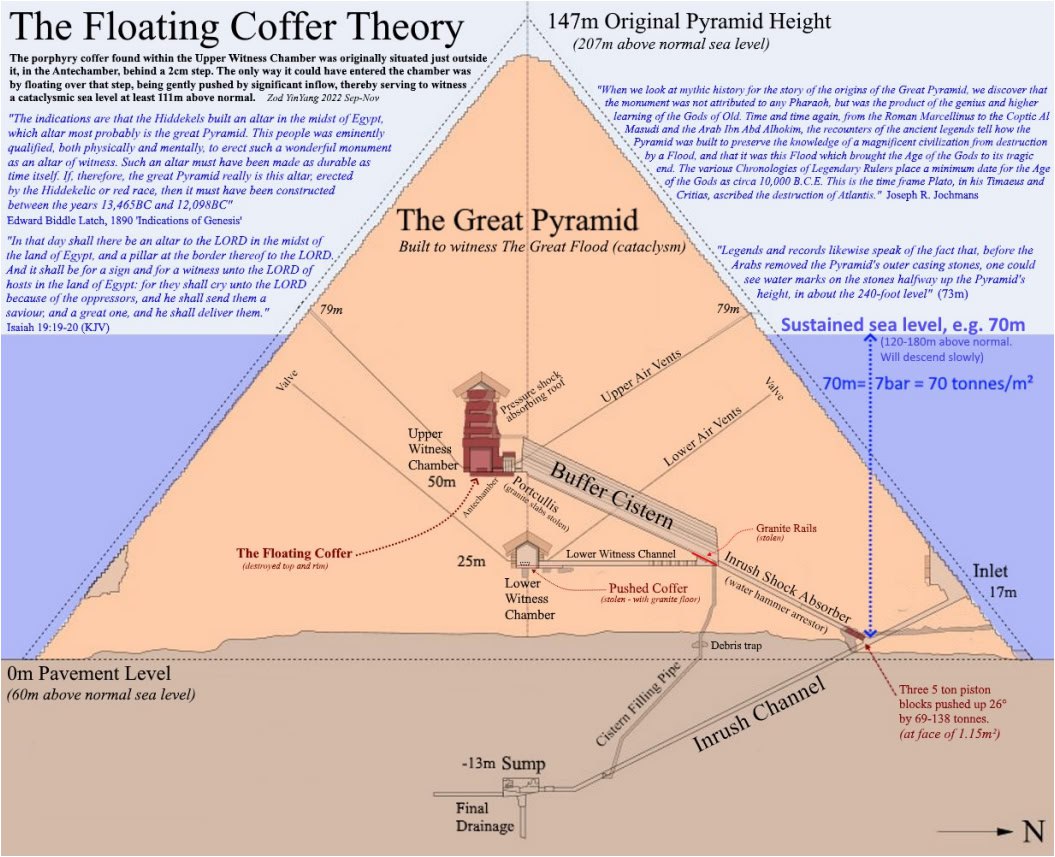 The Floating Coffer Theory
The porphyry coffer found within the Upper Witness Chamber was originally situated just outside
it, in the Antechamber, behind a 2cm step. The only way it could have entered the chamber was
by floating over that step, being gently pushed by significant inflow, thereby serving to witness
a cataclysmic sea level at least 111m above normal. Zod YinYang 2022 Sep-Nov
"The indications are that the Hiddekels built an altar in the midst of Egypt,
which altar most probably is the great Pyramid. This people was eminently
qualified, both physically and mentally, to erect such a wonderful monument
as an altar of witness. Such an altar must have been made as durable as
time itself. If, therefore, the great Pyramid really is this altar, erected
by the Hiddekelic or red race, then it must have been constructed
between the years 13,465BC and 12,098BC"
Edward Biddle Latch, 1890 'Indications of Genesis'
"In that day shall there be an altar to the LORD in the midst of
the land of Egypt, and a pillar at the border thereof to the LORD.
And it shall be for a sign and for a witness unto the LORD of
hosts in the land of Egypt: for they shall cry unto the LORD
because of the oppressors, and he shall send them a
saviour, and a great one, and he shall deliver them."
Isaiah 19:19-20 (KJV)
147m Original Pyramid Height
(207m above normal sea level)
"When we look at mythic history for the story of the origins of the Great Pyramid, we discover that
the monument was not attributed to any Pharaoh, but was the product of the genius and higher
learning of the Gods of Old. Time and time again, from the Roman Marcellinus to the Coptic Al
Masudi and the Arab Ibn Abd Alhokim, the recounters of the ancient legends tell how the
Pyramid was built to preserve the knowledge of a magnificent civilization from destruction
by a Flood, and that it was this Flood which brought the Age of the Gods to its tragic
end. The various Chronologies of Legendary Rulers place a minimum date for the Age
of the Gods as circa 10,000 B.C.E. This is the time frame Plato, in his Timaeus and
Critias, ascribed the destruction of Atlantis." Joseph R. Jochmans
The Great Pyramid
Built to witness The Great Flood (cataclysm)
"Legends and records likewise speak of the fact that, before the
Arabs removed the Pyramid's outer casing stones, one could
see water marks on the stones halfway up the Pyramid's
height, in about the 240-foot level" (73m)
79m
79m
Sustained sea level, e.g. 70m
(120-180m above normal.
Will descend slowly)
70m= 7bar = 70 tonnes/m²
Valve
Valve
Pressure shock
absorbing roof
Upper Air Vents
Lower Air Vents
Upper
Witness
Chamber
50m
Antechamber
Portcullis
(granite slabs stolen)
Buffer Cistern
Granite Rails
(stolen)
The Floating Coffer
(destroyed top and rim)
25m
Lower Witness Channel
Lower
Witness
Chamber
Pushed Coffer
(stolen - with granite floor)
Inrush Shock Absorber
(water hammer arrestor)
Inlet
17m
Debris trap
0m Pavement Level
(60m above normal sea level)
Cistern Filling Pipe
Inrush Channel
Three 5 ton piston
blocks pushed up 26°
by 69-138 tonnes.
(at face of 1.15m²)
-13m Sump
Final
Drainage
N